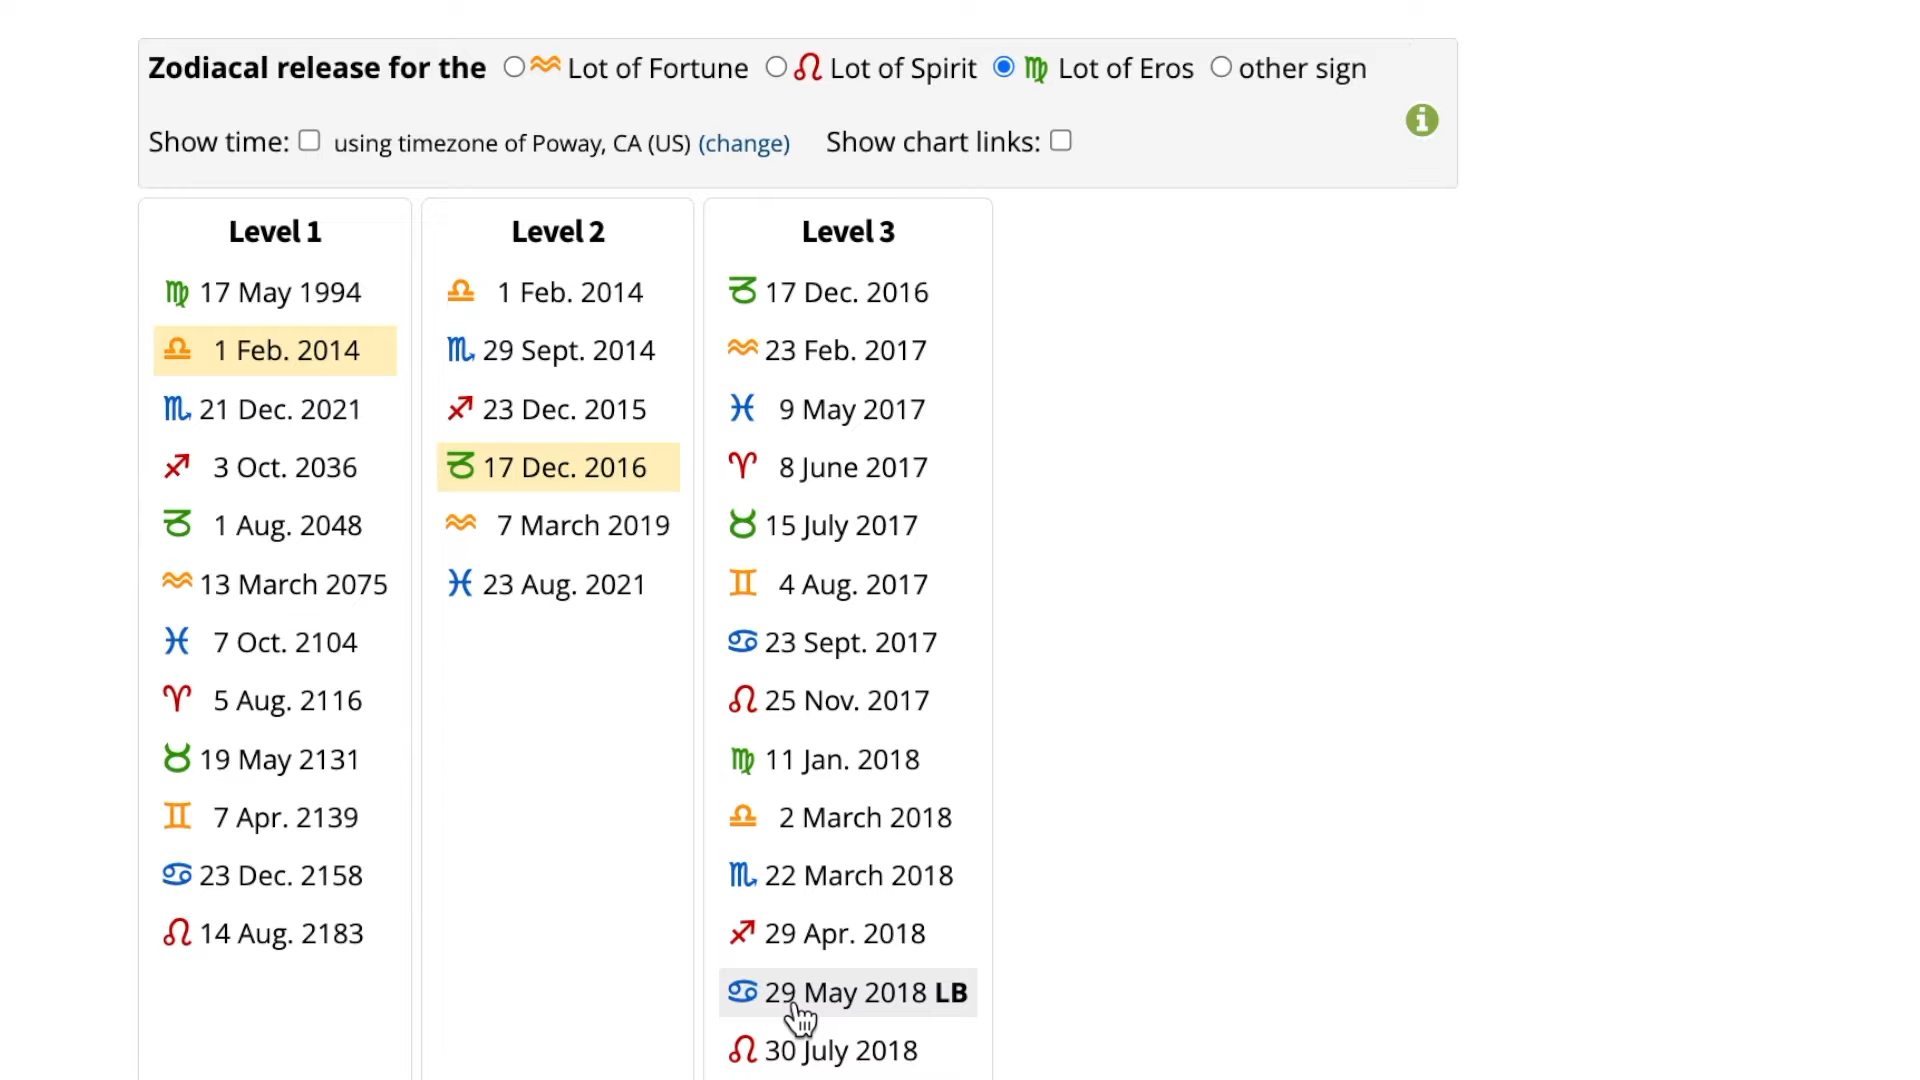 Zodiacal release for the ♒ Lot of Fortune ♌ Lot of Spirit ♍ Lot of Eros other sign
Show time: using timezone of Poway, CA (US) (change) Show chart links:
Level 1
♍ 17 May 1994
♎ 1 Feb. 2014
♏ 21 Dec. 2021
♐ 3 Oct. 2036
♑ 1 Aug. 2048
♒ 13 March 2075
♓ 7 Oct. 2104
♈ 5 Aug. 2116
♉ 19 May 2131
♊ 7 Apr. 2139
♋ 23 Dec. 2158
♌ 14 Aug. 2183
Level 2
♎ 1 Feb. 2014
♏ 29 Sept. 2014
♐ 23 Dec. 2015
♑ 17 Dec. 2016
♒ 7 March 2019
♓ 23 Aug. 2021
Level 3
♑ 17 Dec. 2016
♒ 23 Feb. 2017
♓ 9 May 2017
♈ 8 June 2017
♉ 15 July 2017
♊ 4 Aug. 2017
♋ 23 Sept. 2017
♌ 25 Nov. 2017
♍ 11 Jan. 2018
♎ 2 March 2018
♏ 22 March 2018
♐ 29 Apr. 2018
♋ 29 May 2018 LB
♌ 30 July 2018